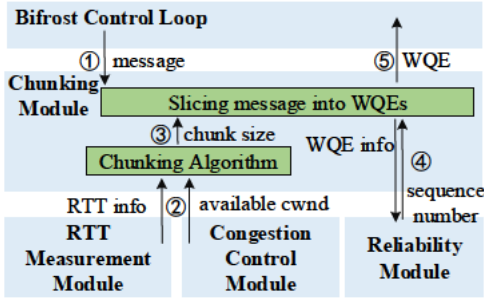 Bifrost Control Loop
① message
⑤ WQE
Chunking
Module
Slicing message into WQEs
③ chunk size
WQE info
Chunking Algorithm
④
RTT info
② available cwnd
sequence
number
RTT
Measurement
Module
Congestion
Control
Module
Reliability
Module